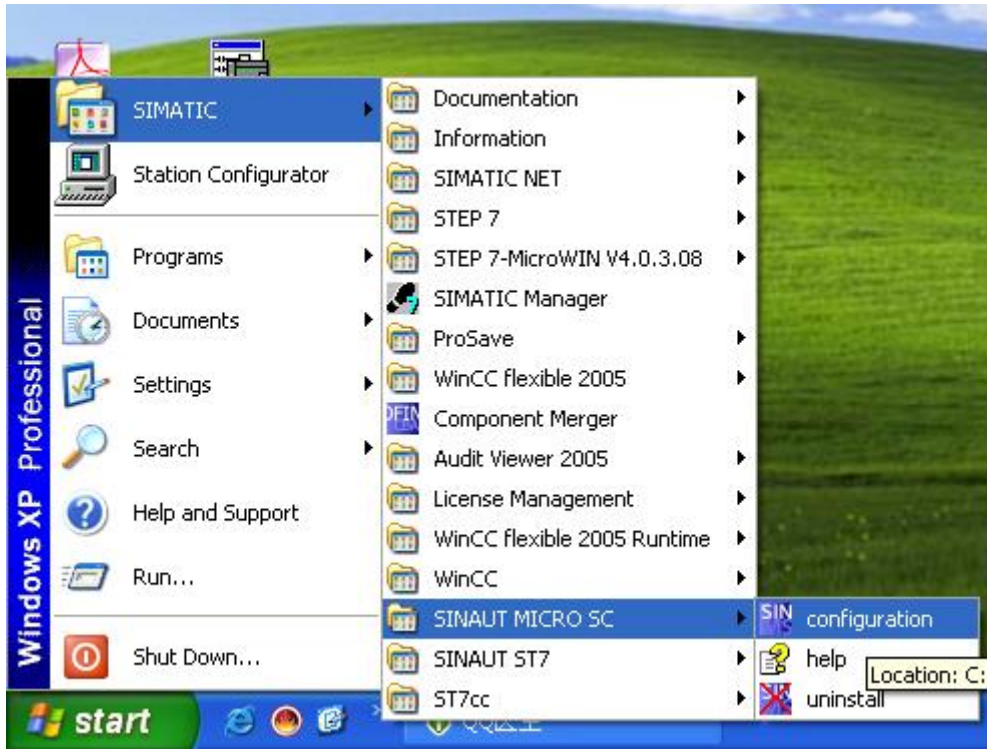 SIMATIC
Station Configurator
Programs
Documents
Settings
Search
Help and Support
Run...
Shut Down...
Windows XP Professional
Documentation
Information
SIMATIC NET
STEP 7
STEP 7-MicroWIN V4.0.3.08
SIMATIC Manager
ProSave
WinCC flexible 2005
Component Merger
Audit Viewer 2005
License Management
WinCC flexible 2005 Runtime
WinCC
SINAUT MICRO SC
SINAUT ST7
ST7cc
SIN configuration
help
Location: C:
uninstall
start